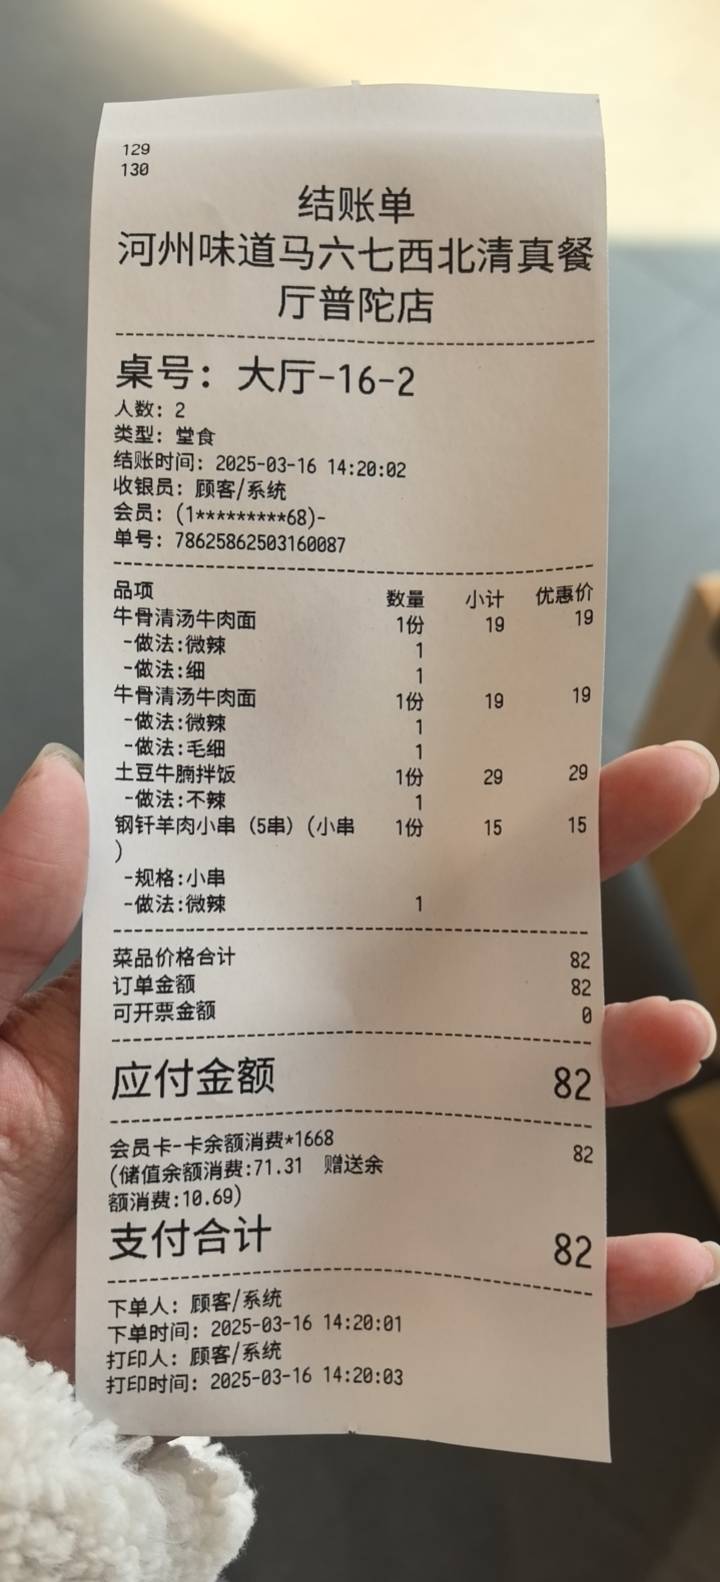 129
130
结账单
河州味道马六七西北清真餐
厅普陀店
桌号: 大厅-16-2
人数: 2
类型: 堂食
结账时间: 2025-03-16 14:20:02
收银员: 顾客/系统
会员: (1*********68)-
单号: 78625862503160087
品项 数量 小计 优惠价
牛骨清汤牛肉面 1份 19 19
-做法:微辣 1
-做法:细 1
牛骨清汤牛肉面 1份 19 19
-做法:微辣 1
-做法:毛细 1
土豆牛腩拌饭 1份 29 29
-做法:不辣 1
钢钎羊肉小串 (5串) (小串 1份 15 15
)
-规格:小串
-做法:微辣 1
菜品价格合计 82
订单金额 82
可开票金额 0
应付金额 82
会员卡-卡余额消费*1668 82
(储值余额消费:71.31 赠送余
额消费:10.69)
支付合计 82
下单人: 顾客/系统
下单时间: 2025-03-16 14:20:01
打印人: 顾客/系统
打印时间: 2025-03-16 14:20:03